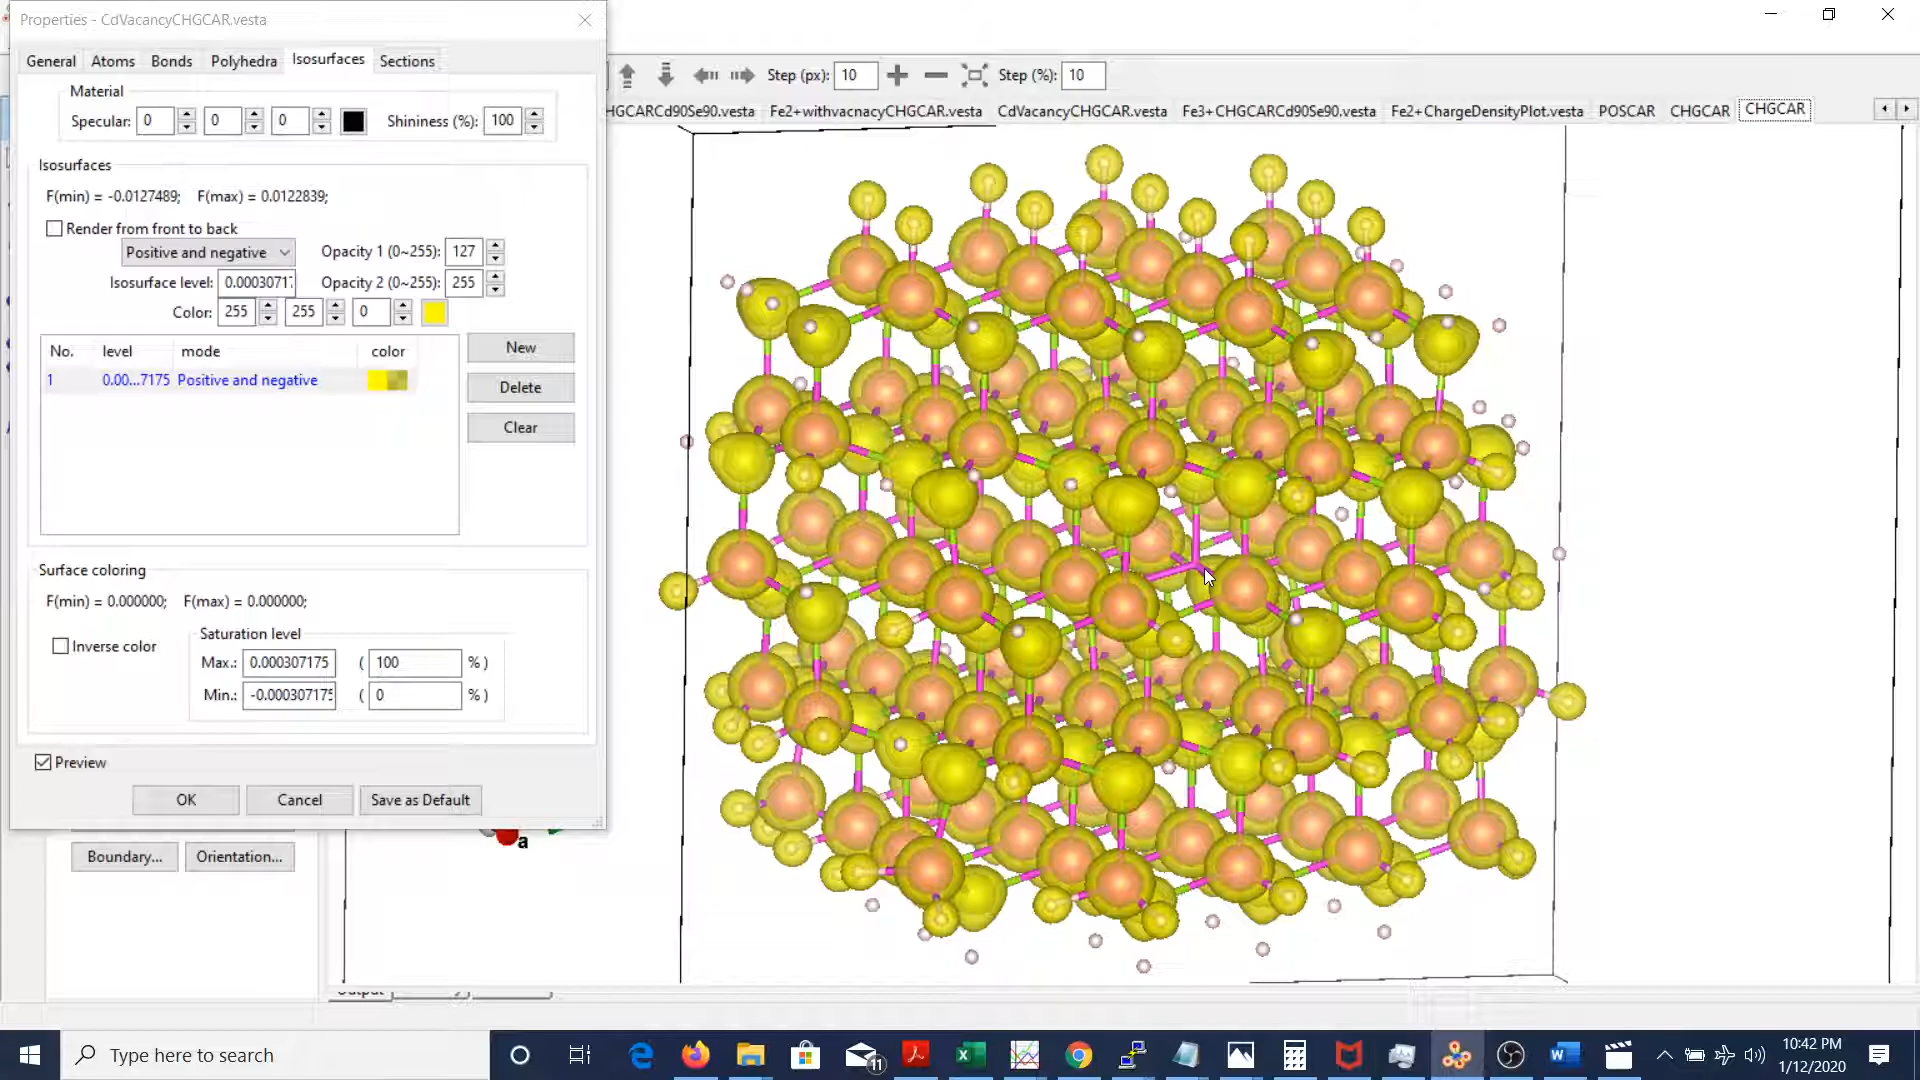 Properties - CdVacancyCHGCAR.vesta
General Atoms Bonds Polyhedra Isosurfaces Sections
Material
Specular: 0 0 0 Shininess (%): 100
Isosurfaces
F(min) = -0.0127489; F(max) = 0.0122839;
Render from front to back
Positive and negative Opacity 1 (0~255): 127
Isosurface level: 0.00030717 Opacity 2 (0~255): 255
Color: 255 255 0
No. level mode color
1 0.00...7175 Positive and negative
New
Delete
Clear
Surface coloring
F(min) = 0.000000; F(max) = 0.000000;
Inverse color
Saturation level
Max.: 0.000307175 ( 100 % )
Min.: -0.000307175 ( 0 % )
Preview
OK Cancel Save as Default
Boundary... Orientation...
Step (px): 10 Step (%): 10
HGCARCd90Se90.vesta Fe2+withvacnacyCHGCAR.vesta CdVacancyCHGCAR.vesta Fe3+CHGCARCd90Se90.vesta Fe2+ChargeDensityPlot.vesta POSCAR CHGCAR CHGCAR
a
Output
Type here to search
11
10:42 PM
1/12/2020